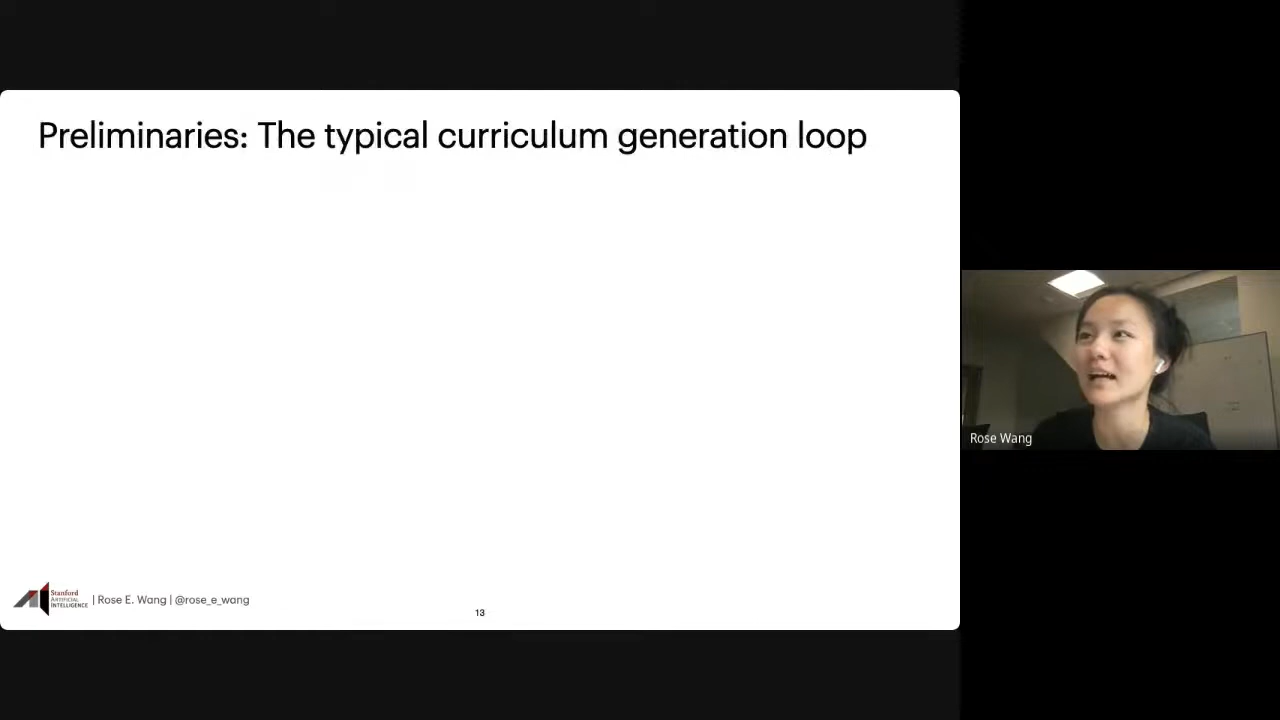 Preliminaries: The typical curriculum generation loop
Rose Wang
Stanford
ARTIFICIAL
INTELLIGENCE
| Rose E. Wang | @rose_e_wang
13